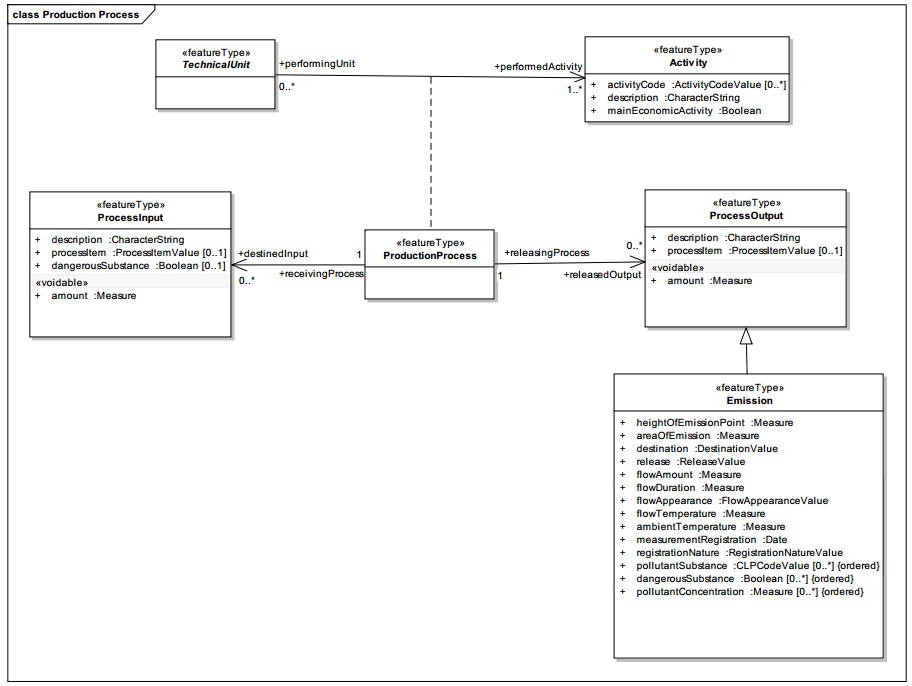 class Production Process
«featureType»
TechnicalUnit
+performingUnit
0..*
+performedActivity
1..*
«featureType»
Activity
+ activityCode :ActivityCodeValue [0..*]
+ description :CharacterString
+ mainEconomicActivity :Boolean
«featureType»
ProcessInput
+ description :CharacterString
+ processItem :ProcessItemValue [0..1]
+ dangerousSubstance :Boolean [0..1]
«voidable»
+ amount :Measure
+destinedInput
0..*
1
+receivingProcess
«featureType»
ProductionProcess
+releasingProcess
1
0..*
+releasedOutput
«featureType»
ProcessOutput
+ description :CharacterString
+ processItem :ProcessItemValue [0..1]
«voidable»
+ amount :Measure
«featureType»
Emission
+ heightOfEmissionPoint :Measure
+ areaOfEmission :Measure
+ destination :DestinationValue
+ release :ReleaseValue
+ flowAmount :Measure
+ flowDuration :Measure
+ flowAppearance :FlowAppearanceValue
+ flowTemperature :Measure
+ ambientTemperature :Measure
+ measurementRegistration :Date
+ registrationNature :RegistrationNatureValue
+ pollutantSubstance :CLPCodeValue [0..*] {ordered}
+ dangerousSubstance :Boolean [0..*] {ordered}
+ pollutantConcentration :Measure [0..*] {ordered}